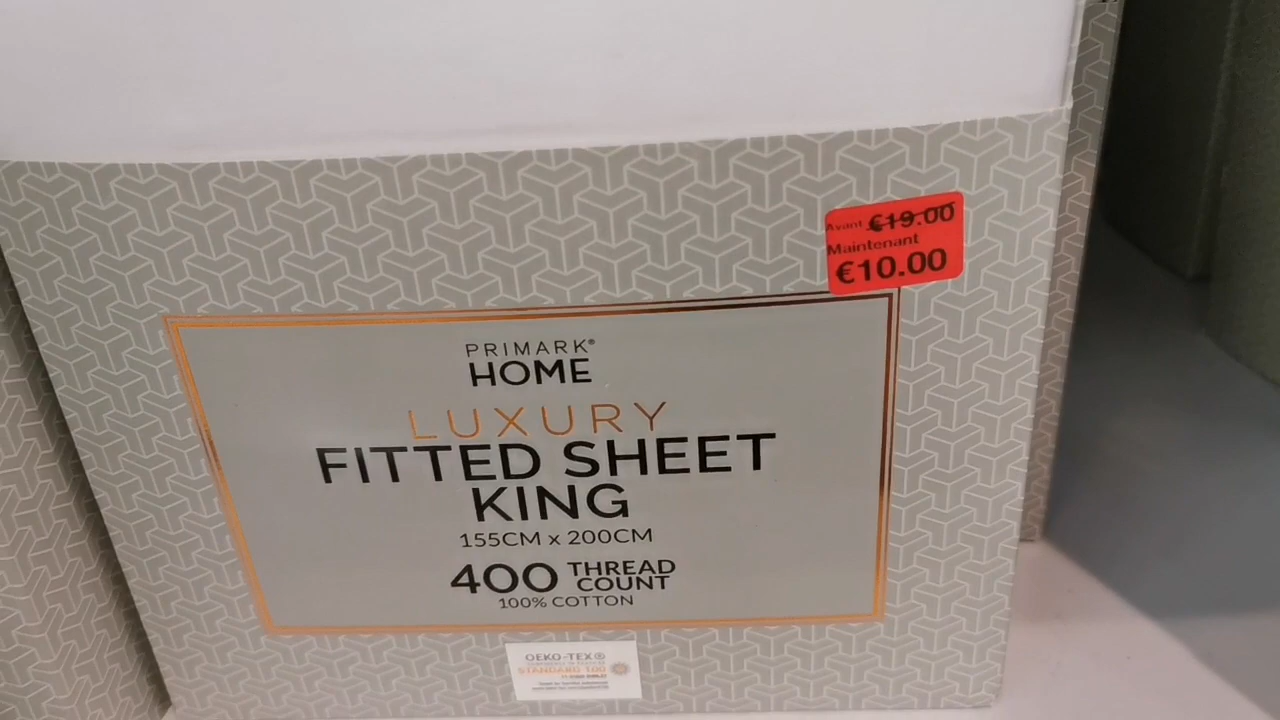 Avant €19.00
Maintenant
€10.00
PRIMARK®
HOME
LUXURY
FITTED SHEET
KING
155CM x 200CM
400 THREAD
COUNT
100% COTTON
OEKO-TEX®
STANDARD 100